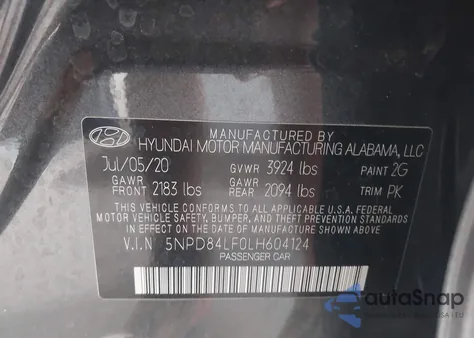 MANUFACTURED BY
HYUNDAI MOTOR MANUFACTURING ALABAMA, LLC
Jul/05/20 GVWR 3924 lbs PAINT 2G
GAWR FRONT 2183 lbs GAWR REAR 2094 lbs TRIM PK
THIS VEHICLE CONFORMS TO ALL APPLICABLE U.S.A. FEDERAL
MOTOR VEHICLE SAFETY, BUMPER, AND THEFT PREVENTION
STANDARDS IN EFFECT ON THE DATE OF MANUFACTURE
SHOWN ABOVE.
V.I.N 5NPD84LF0LH604124
PASSENGER CAR
autaSnap